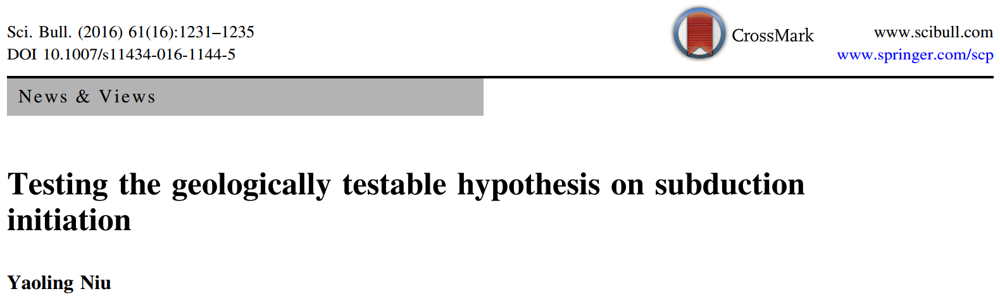 Sci. Bull. (2016) 61(16):1231–1235
DOI 10.1007/s11434-016-1144-5
CrossMark
www.scibull.com
www.springer.com/scp
News & Views
Testing the geologically testable hypothesis on subduction
initiation
Yaoling Niu